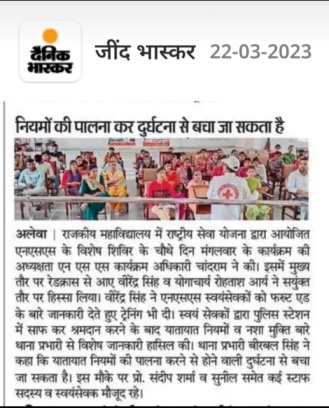 दैनिक
भास्कर
जींद भास्कर 22-03-2023
नियमों की पालना कर दुर्घटना से बचा जा सकता है
अलेवा | राजकीय महाविद्यालय में राष्ट्रीय सेवा योजना द्वारा आयोजित
एनएसएस के विशेष शिविर के चौथे दिन मंगलवार के कार्यक्रम की
अध्यक्षता एन एस एस कार्यक्रम अधिकारी चांदराम ने की। इसमें मुख्य
तौर पर रेडक्रास से आए वीरेंद्र सिंह व योगाचार्य रोहताश आर्य ने सयुंक्त
तौर पर हिस्सा लिया। वीरेंद्र सिंह ने एनएसएस स्वयंसेवकों को फस्ट एड
के बारे जानकारी देते हुए ट्रेनिंग भी दी। स्वयं सेवकों द्वारा पुलिस स्टेशन
में साफ कर श्रमदान करने के बाद यातायात नियमों व नशा मुक्ति बारे
थाना प्रभारी से विशेष जानकारी हासिल की। थाना प्रभारी बीरबल सिंह ने
कहा कि यातायात नियमों की पालना करने से होने वाली दुर्घटना से बचा
जा सकता है। इस मौके पर प्रो. संदीप शर्मा व सुनील समेत कई स्टाफ
सदस्य व स्वयंसेवक मौजूद रहे।